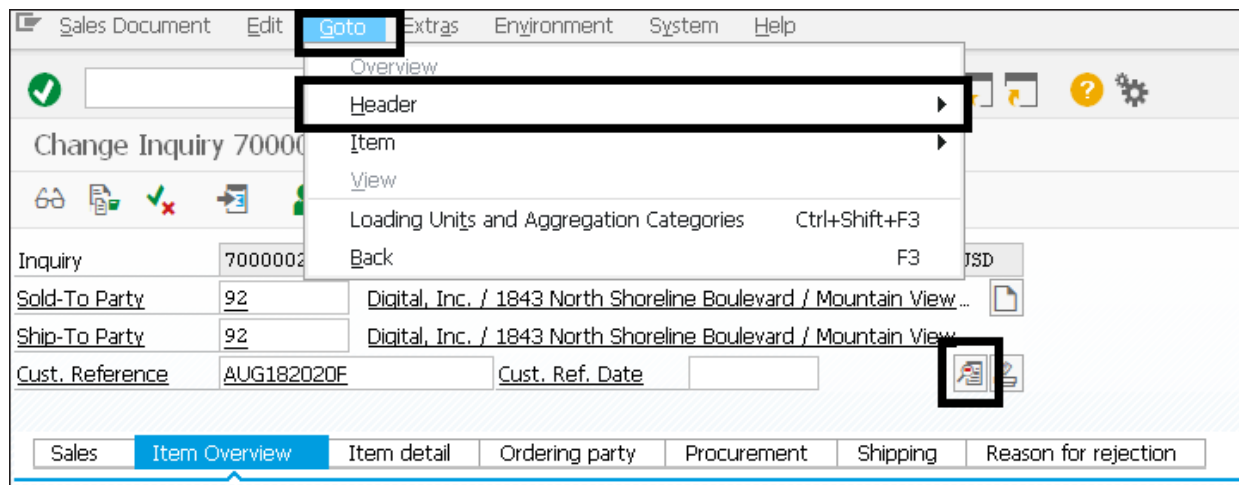 Sales Document Edit Goto Extras Environment System Help
Overview
Header
Change Inquiry 70000
Item
View
Loading Units and Aggregation Categories Ctrl+Shift+F3
Inquiry 7000002 Back F3 USD
Sold-To Party 92 Digital, Inc. / 1843 North Shoreline Boulevard / Mountain View...
Ship-To Party 92 Digital, Inc. / 1843 North Shoreline Boulevard / Mountain View
Cust. Reference AUG182020F Cust. Ref. Date
Sales Item Overview Item detail Ordering party Procurement Shipping Reason for rejection